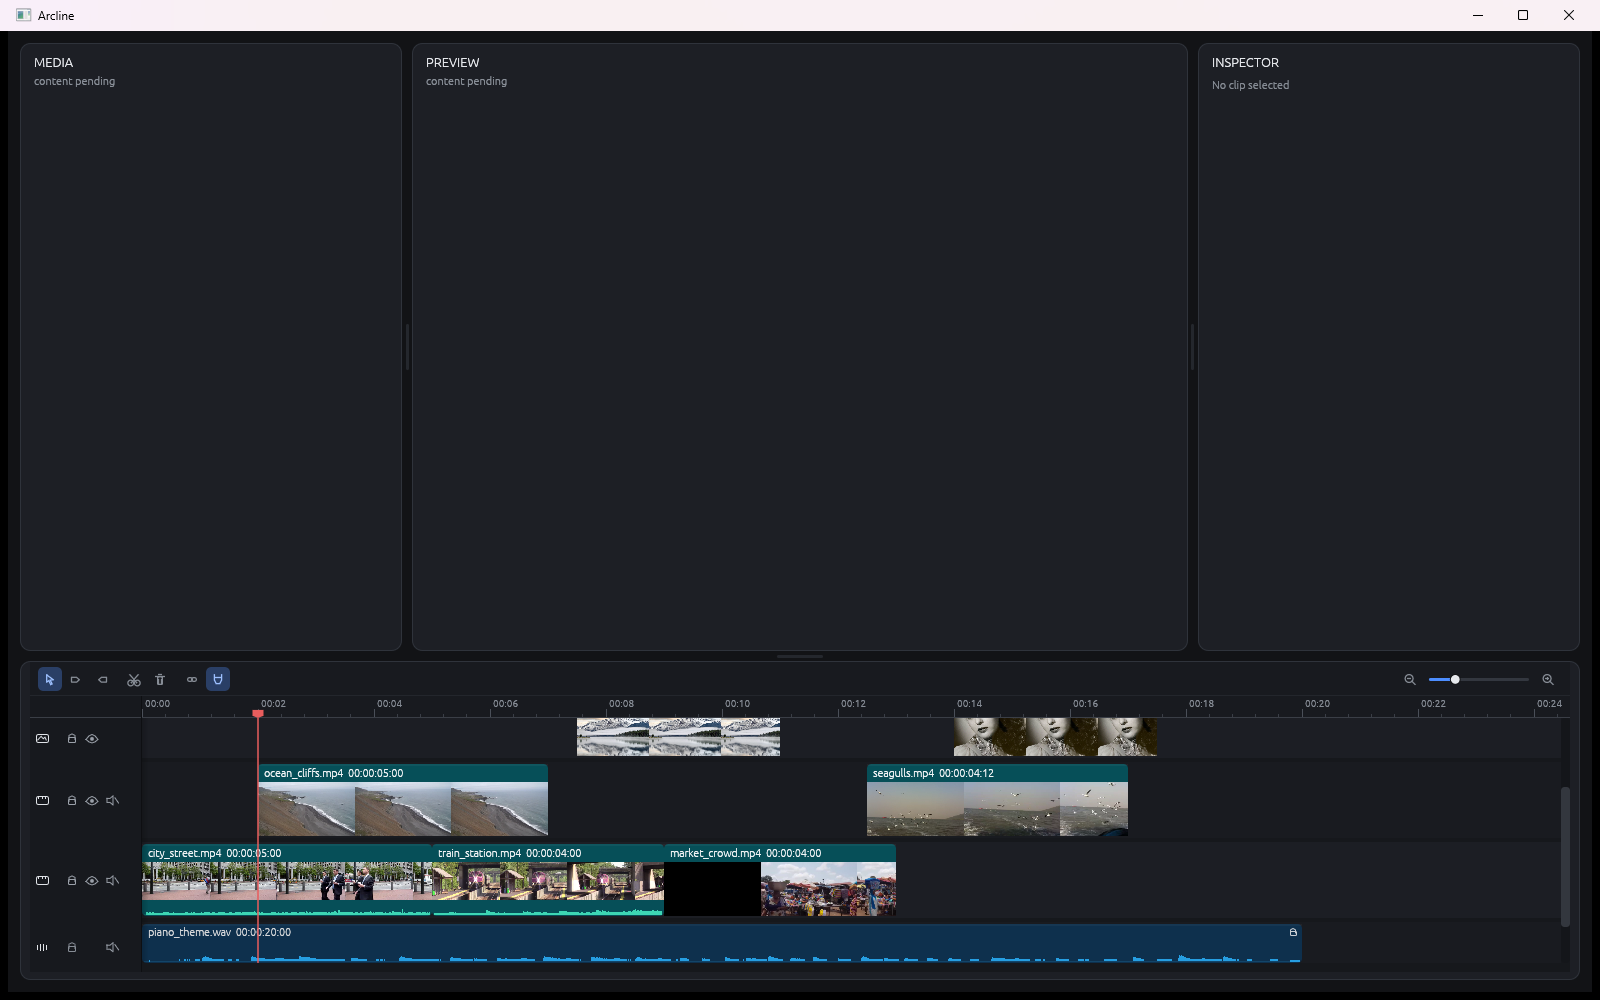 Arcline
MEDIA
content pending
PREVIEW
content pending
INSPECTOR
No clip selected
00:00 00:02 00:04 00:06 00:08 00:10 00:12 00:14 00:16 00:18 00:20 00:22 00:24
ocean_cliffs.mp4 00:00:05:00
seagulls.mp4 00:00:04:12
city_street.mp4 00:00:05:00
train_station.mp4 00:00:04:00
market_crowd.mp4 00:00:04:00
piano_theme.wav 00:00:20:00